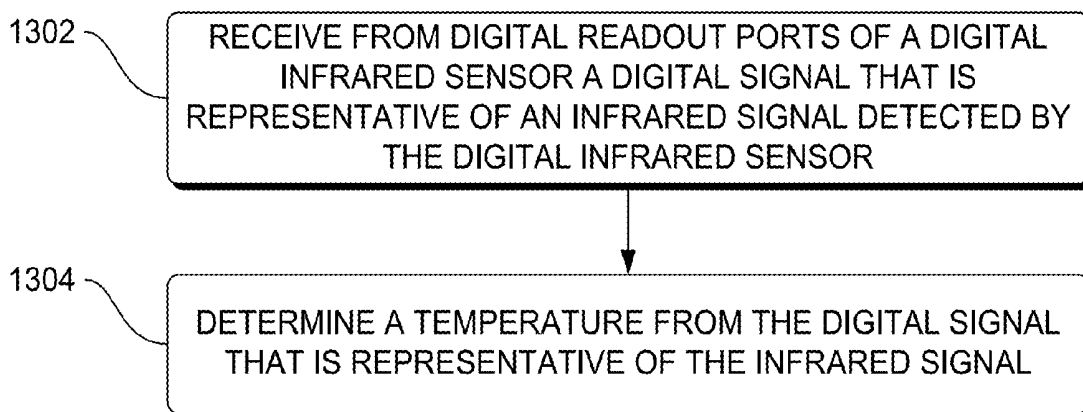 1302
RECEIVE FROM DIGITAL READOUT PORTS OF A DIGITAL
INFRARED SENSOR A DIGITAL SIGNAL THAT IS
REPRESENTATIVE OF AN INFRARED SIGNAL DETECTED BY
THE DIGITAL INFRARED SENSOR
1304
DETERMINE A TEMPERATURE FROM THE DIGITAL SIGNAL
THAT IS REPRESENTATIVE OF THE INFRARED SIGNAL